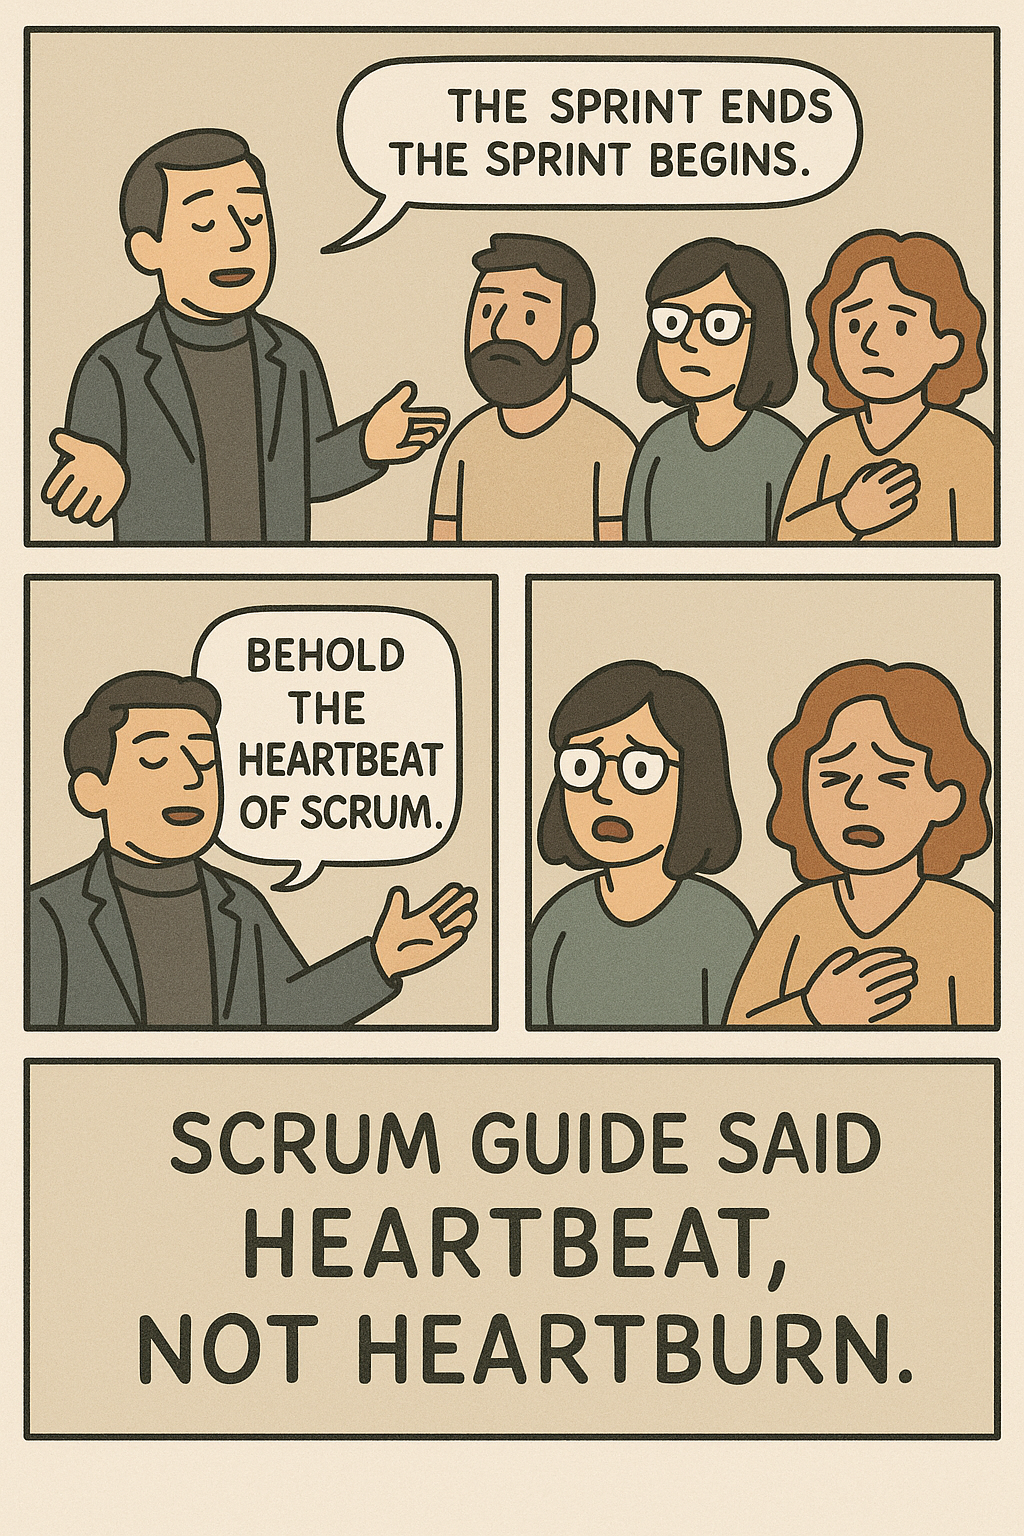 THE SPRINT ENDS
THE SPRINT BEGINS.
BEHOLD
THE
HEARTBEAT
OF SCRUM.
SCRUM GUIDE SAID
HEARTBEAT,
NOT HEARTBURN.